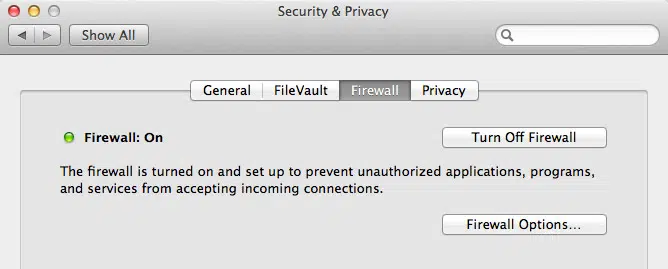 Security & Privacy
Show All
General FileVault Firewall Privacy
Firewall: On Turn Off Firewall
The firewall is turned on and set up to prevent unauthorized applications, programs,
and services from accepting incoming connections.
Firewall Options...